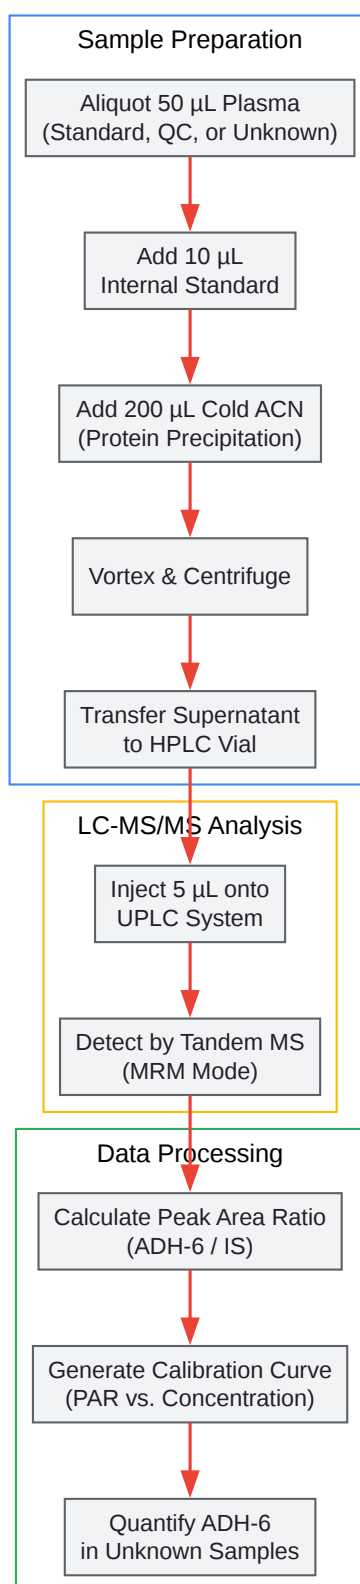 Sample Preparation
Aliquot 50 µL Plasma
(Standard, QC, or Unknown)
Add 10 µL
Internal Standard
Add 200 µL Cold ACN
(Protein Precipitation)
Vortex & Centrifuge
Transfer Supernatant
to HPLC Vial
LC-MS/MS Analysis
Inject 5 µL onto
UPLC System
Detect by Tandem MS
(MRM Mode)
Data Processing
Calculate Peak Area Ratio
(ADH-6 / IS)
Generate Calibration Curve
(PAR vs. Concentration)
Quantify ADH-6
in Unknown Samples